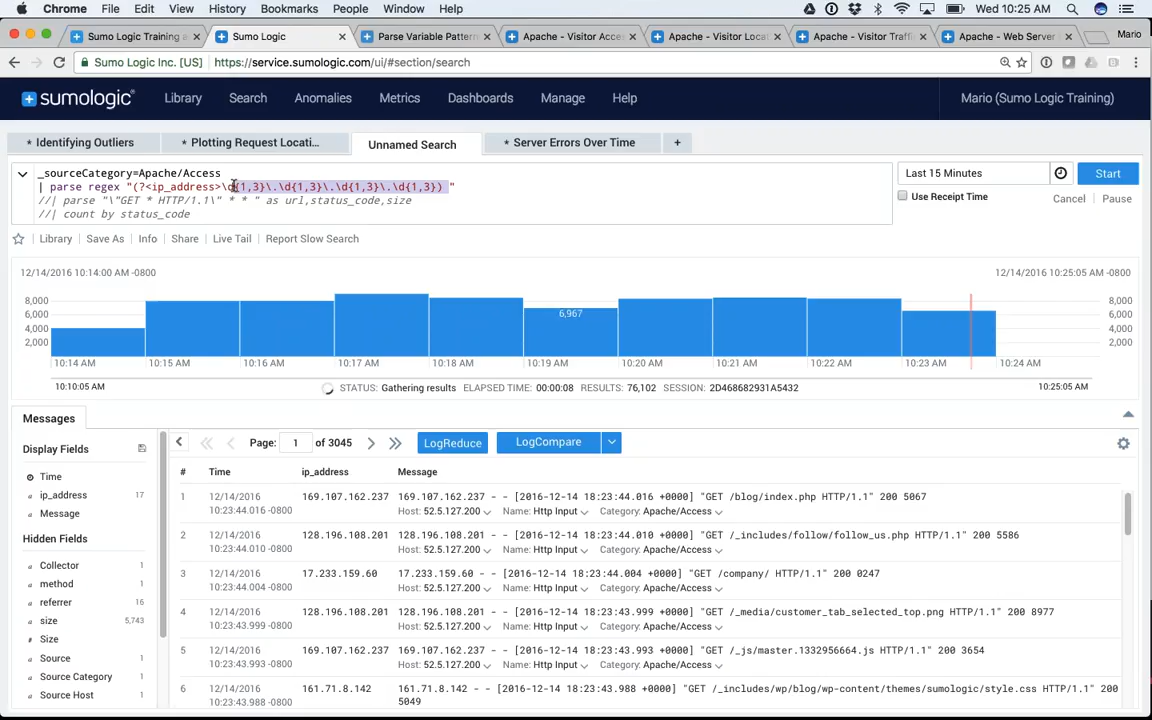 Chrome File Edit View History Bookmarks People Window Help Wed 10:25 AM
Sumo Logic Training a × Sumo Logic × Parse Variable Pattern × Apache - Visitor Acces × Apache - Visitor Locat × Apache - Visitor Traffi × Apache - Web Server × Mario
Sumo Logic Inc. [US] https://service.sumologic.com/ui/#section/search
sumologic Library Search Anomalies Metrics Dashboards Manage Help Mario (Sumo Logic Training)
* Identifying Outliers * Plotting Request Locati... Unnamed Search * Server Errors Over Time +
_sourceCategory=Apache/Access
| parse regex "(?<ip_address>\d{1,3}\.\d{1,3}\.\d{1,3}\.\d{1,3}) "
//| parse "\"GET * HTTP/1.1\" * * " as url,status_code,size
//| count by status_code
Last 15 Minutes Start
Use Receipt Time Cancel Pause
Library Save As Info Share Live Tail Report Slow Search
12/14/2016 10:14:00 AM -0800 12/14/2016 10:25:05 AM -0800
8,000 8,000
6,000 6,967 6,000
4,000 4,000
2,000 2,000
10:14 AM 10:15 AM 10:16 AM 10:17 AM 10:18 AM 10:19 AM 10:20 AM 10:21 AM 10:22 AM 10:23 AM 10:24 AM
10:10:05 AM STATUS: Gathering results ELAPSED TIME: 00:00:08 RESULTS: 76,102 SESSION: 2D468682931A5432 10:25:05 AM
Messages
Display Fields
Time
ip_address 17
Message
Hidden Fields
Collector 1
method 1
referrer 16
size 5,743
Size 1
Source 1
Source Category 1
Source Host 1
Page: 1 of 3045 LogReduce LogCompare
# Time ip_address Message
1 12/14/2016 169.107.162.237 169.107.162.237 - - [2016-12-14 18:23:44.016 +0000] "GET /blog/index.php HTTP/1.1" 200 5067
10:23:44.016 -0800 Host: 52.5.127.200 Name: Http Input Category: Apache/Access
2 12/14/2016 128.196.108.201 128.196.108.201 - - [2016-12-14 18:23:44.010 +0000] "GET /_includes/follow/follow_us.php HTTP/1.1" 200 5586
10:23:44.010 -0800 Host: 52.5.127.200 Name: Http Input Category: Apache/Access
3 12/14/2016 17.233.159.60 17.233.159.60 - - [2016-12-14 18:23:44.004 +0000] "GET /company/ HTTP/1.1" 200 0247
10:23:44.004 -0800 Host: 52.5.127.200 Name: Http Input Category: Apache/Access
4 12/14/2016 128.196.108.201 128.196.108.201 - - [2016-12-14 18:23:43.999 +0000] "GET /_media/customer_tab_selected_top.png HTTP/1.1" 200 8977
10:23:43.999 -0800 Host: 52.5.127.200 Name: Http Input Category: Apache/Access
5 12/14/2016 169.107.162.237 169.107.162.237 - - [2016-12-14 18:23:43.993 +0000] "GET /_js/master.1332956664.js HTTP/1.1" 200 3654
10:23:43.993 -0800 Host: 52.5.127.200 Name: Http Input Category: Apache/Access
6 12/14/2016 161.71.8.142 161.71.8.142 - - [2016-12-14 18:23:43.988 +0000] "GET /_includes/wp/blog/wp-content/themes/sumologic/style.css HTTP/1.1" 200
10:23:43.988 -0800 5049